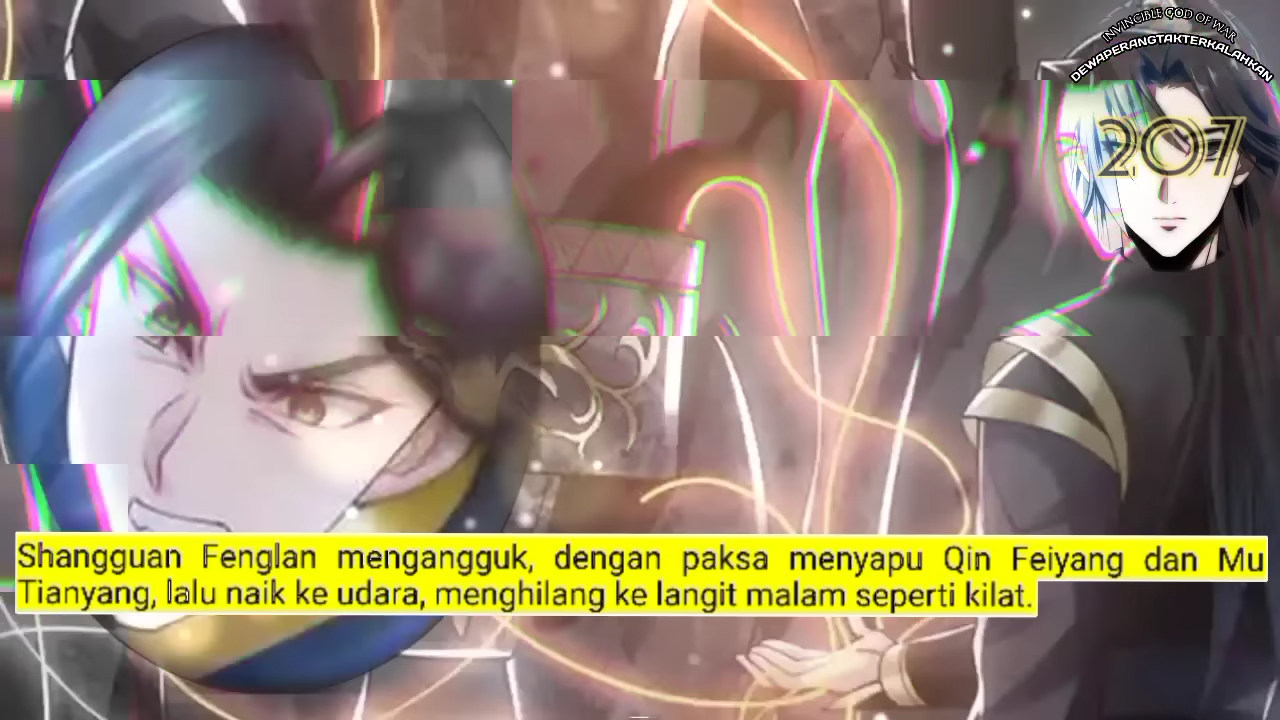 INVINCIBLE GOD OF WAR
DEWAPERANGTAKTERKALAHKAN
207
Shangguan Fenglan mengangguk, dengan paksa menyapu Qin Feiyang dan Mu
Tianyang, lalu naik ke udara, menghilang ke langit malam seperti kilat.